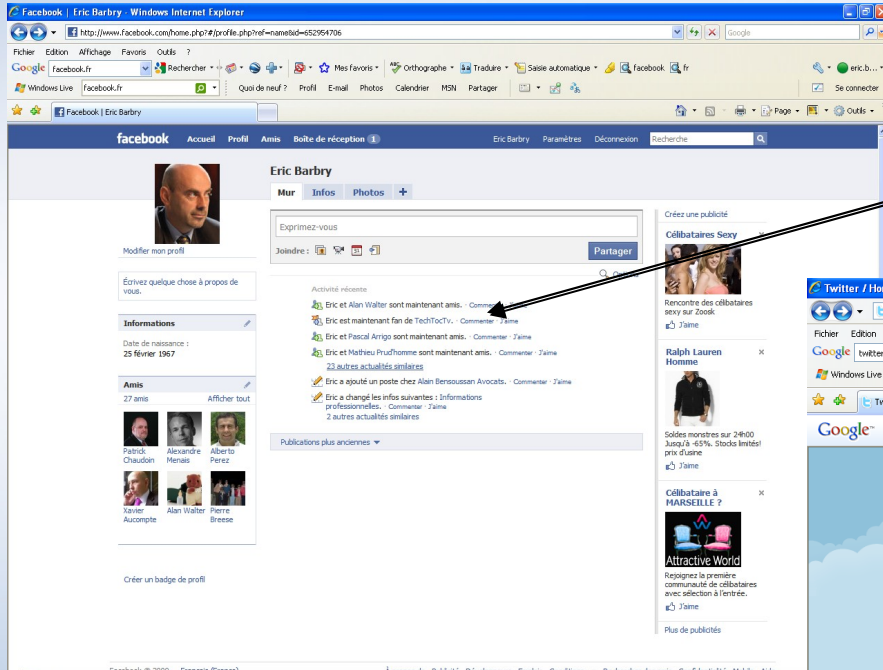 Facebook | Eric Barbry - Windows Internet Explorer
http://www.facebook.com/home.php?#/profile.php?ref=name&id=652954706
Google
Fichier Edition Affichage Favoris Outils ?
Google facebook.fr Rechercher Mes favoris Orthographe Traduire Saisie automatique facebook fr eric.b...
Windows Live facebook.fr Quoi de neuf ? Profil E-mail Photos Calendrier MSN Partager Se connecter
Facebook | Eric Barbry Page Outils
facebook Accueil Profil Amis Boîte de réception 1 Eric Barbry Paramètres Déconnexion Recherche
Eric Barbry
Mur Infos Photos +
Exprimez-vous
Joindre : 31 Partager
Modifier mon profil
Écrivez quelque chose à propos de
vous.
Informations
Date de naissance :
25 février 1967
Amis
27 amis Afficher tout
Patrick Chaudoin
Alexandre Menais
Alberto Perez
Xavier Aucompte
Alan Walter
Pierre Breese
Créer un badge de profil
Activité récente
Eric et Alan Walter sont maintenant amis. · J'aime
Eric est maintenant fan de TechTocTv. · Commenter · J'aime
Eric et Pascal Arrigo sont maintenant amis. · Commenter · J'aime
Eric et Mathieu Prud'homme sont maintenant amis. · Commenter · J'aime
23 autres actualités similaires
Eric a ajouté un poste chez Alain Bensoussan Avocats. · Commenter · J'aime
Eric a changé les infos suivantes : Informations
professionnelles. · Commenter · J'aime
2 autres actualités similaires
Publications plus anciennes
Créez une publicité
Célibataires Sexy ×
Rencontre des célibataires
sexy sur Zoosk
J'aime
Ralph Lauren ×
Homme
Soldes monstres sur 24h00
Jusqu'à -65%. Stocks limités!
prix d'usine
J'aime
Célibataire à ×
MARSEILLE ?
Attractive World
Rejoignez la première
communauté de célibataires
avec sélection à l'entrée.
J'aime
Plus de publicités
Twitter / Ho
Fichier Edition
Google twitter
Windows Live
Tw
Google